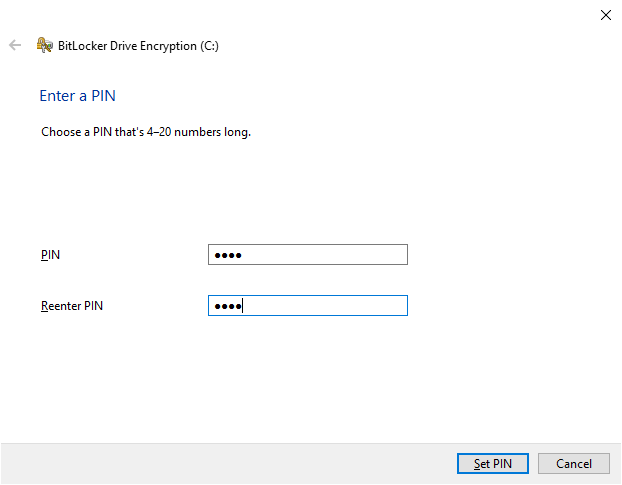 BitLocker Drive Encryption (C:)
Enter a PIN
Choose a PIN that's 4–20 numbers long.
PIN ●●●●
Reenter PIN ●●●●
Set PIN Cancel